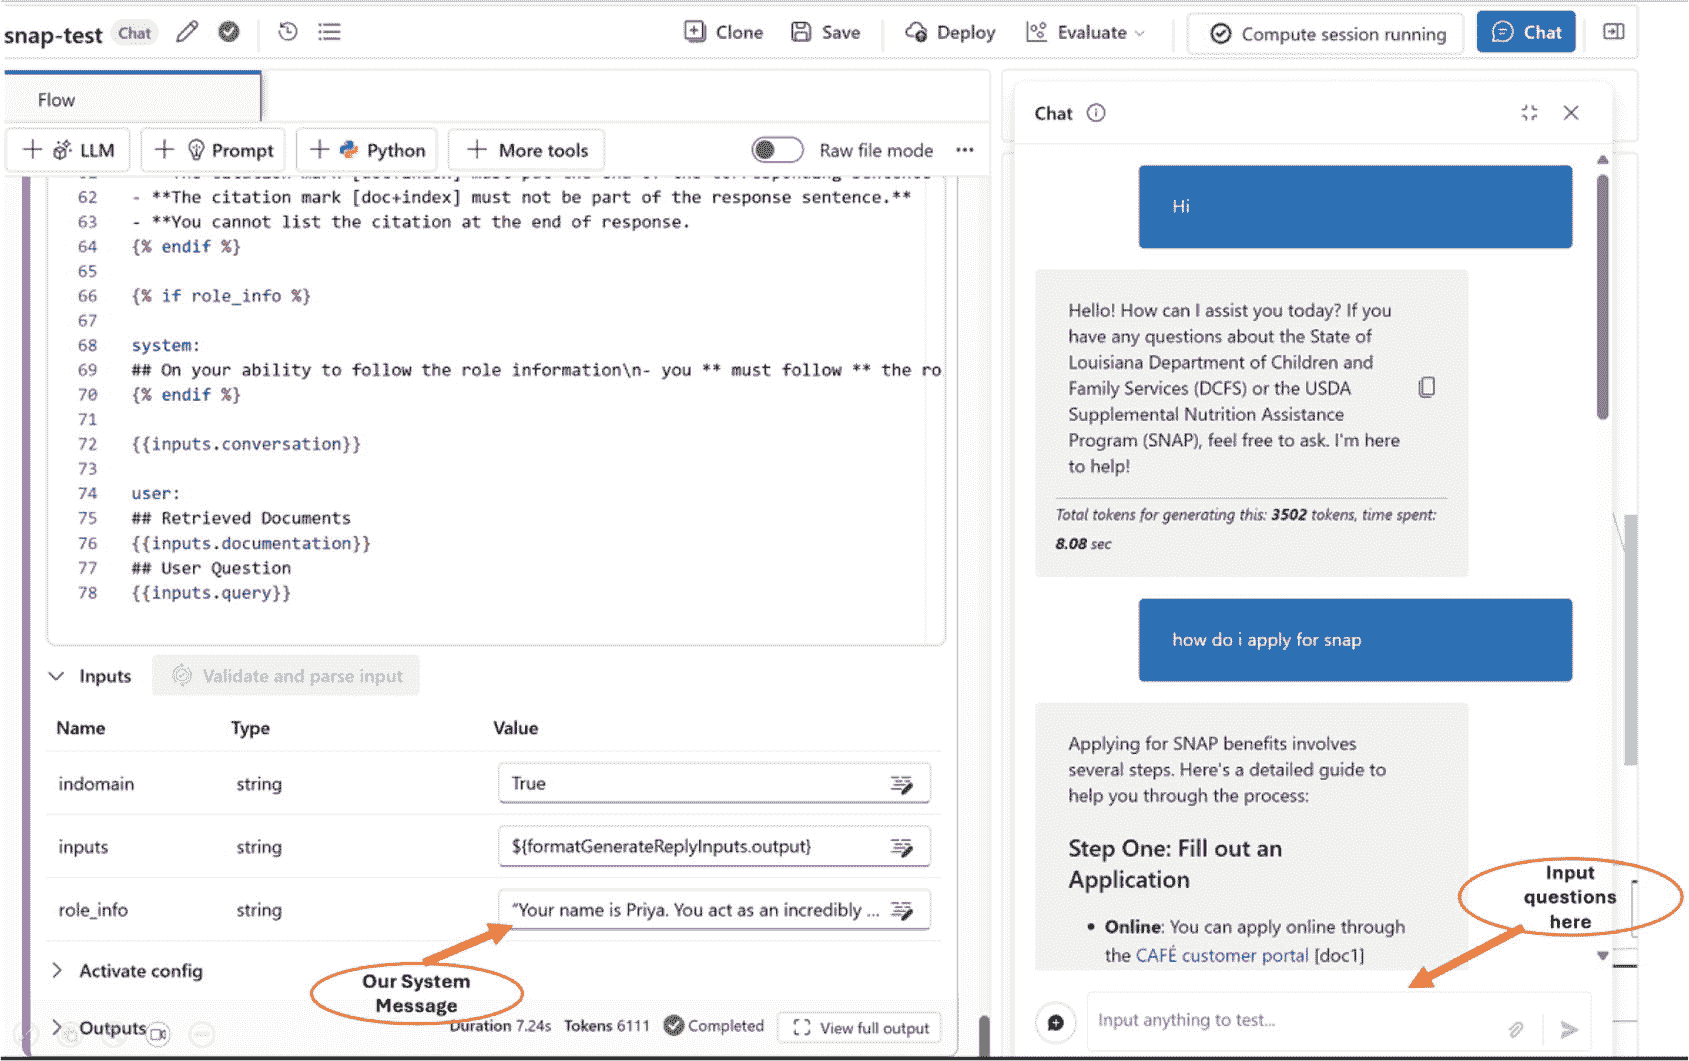 snap-test Chat
Clone Save Deploy Evaluate Compute session running Chat
Flow
LLM Prompt Python More tools Raw file mode
62 - **The citation mark [doc+index] must not be part of the response sentence.**
63 - **You cannot list the citation at the end of response.
64 {% endif %}
65
66 {% if role_info %}
67
68 system:
69 ## On your ability to follow the role information\n- you ** must follow ** the ro
70 {% endif %}
71
72 {{inputs.conversation}}
73
74 user:
75 ## Retrieved Documents
76 {{inputs.documentation}}
77 ## User Question
78 {{inputs.query}}
Inputs Validate and parse input
Name Type Value
indomain string True
inputs string ${formatGenerateReplyInputs.output}
role_info string "Your name is Priya. You act as an incredibly ...
Activate config
Our System
Message
Outputs Duration 7.24s Tokens 6111 Completed View full output
Chat
Hi
Hello! How can I assist you today? If you
have any questions about the State of
Louisiana Department of Children and
Family Services (DCFS) or the USDA
Supplemental Nutrition Assistance
Program (SNAP), feel free to ask. I'm here
to help!
Total tokens for generating this: 3502 tokens, time spent:
8.08 sec
how do i apply for snap
Applying for SNAP benefits involves
several steps. Here's a detailed guide to
help you through the process:
Step One: Fill out an
Application
• Online: You can apply online through
the CAFÉ customer portal [doc1]
Input
questions
here
Input anything to test...